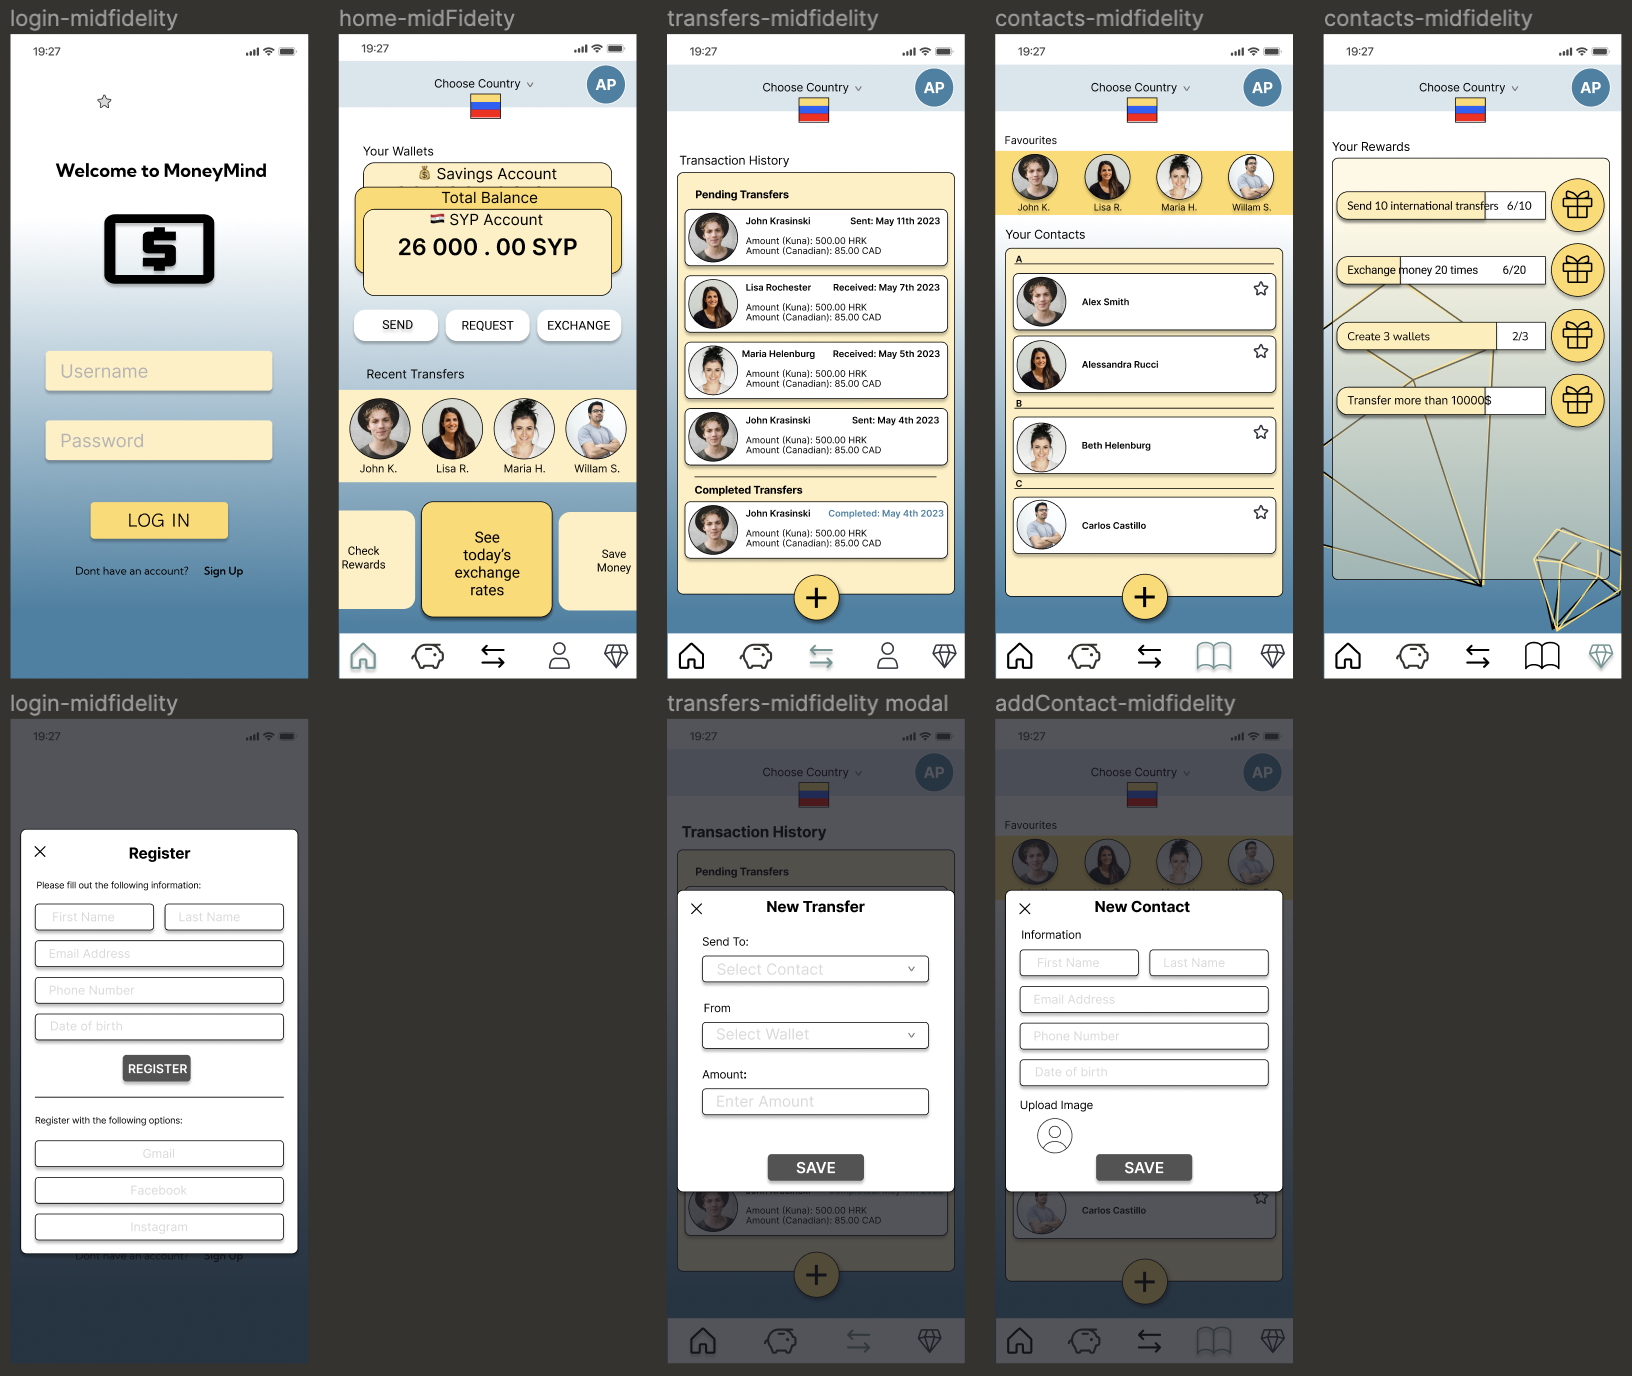 login-midfidelity
19:27
Welcome to MoneyMind
$
Username
Password
LOG IN
Dont have an account? Sign Up
home-midFideity
19:27
Choose Country
AP
Your Wallets
Savings Account
Total Balance
SYP Account
26 000 . 00 SYP
SEND REQUEST EXCHANGE
Recent Transfers
John K. Lisa R. Maria H. Willam S.
Check
Rewards
See
today's
exchange
rates
Save
Money
transfers-midfidelity
19:27
Choose Country
AP
Transaction History
Pending Transfers
John Krasinski Sent: May 11th 2023
Amount (Kuna): 500.00 HRK
Amount (Canadian): 85.00 CAD
Lisa Rochester Received: May 7th 2023
Amount (Kuna): 500.00 HRK
Amount (Canadian): 85.00 CAD
Maria Helenburg Received: May 5th 2023
Amount (Kuna): 500.00 HRK
Amount (Canadian): 85.00 CAD
John Krasinski Sent: May 4th 2023
Amount (Kuna): 500.00 HRK
Amount (Canadian): 85.00 CAD
Completed Transfers
John Krasinski Completed: May 4th 2023
Amount (Kuna): 500.00 HRK
Amount (Canadian): 85.00 CAD
contacts-midfidelity
19:27
Choose Country
AP
Favourites
John K. Lisa R. Maria H. Willam S.
Your Contacts
A
Alex Smith
Alessandra Rucci
B
Beth Helenburg
C
Carlos Castillo
contacts-midfidelity
19:27
Choose Country
AP
Your Rewards
Send 10 international transfers 6/10
Exchange money 20 times 6/20
Create 3 wallets 2/3
Transfer more than 10000$
login-midfidelity
19:27
Register
Please fill out the following information:
First Name Last Name
Email Address
Phone Number
Date of birth
REGISTER
Register with the following options:
Gmail
Facebook
Instagram
Dont have an account? Sign Up
transfers-midfidelity modal
19:27
Choose Country
AP
Transaction History
Pending Transfers
New Transfer
Send To:
Select Contact
From
Select Wallet
Amount:
Enter Amount
SAVE
Amount (Kuna): 500.00 HRK
Amount (Canadian): 85.00 CAD
addContact-midfidelity
19:27
Choose Country
AP
Favourites
New Contact
Information
First Name Last Name
Email Address
Phone Number
Date of birth
Upload Image
SAVE
Carlos Castillo